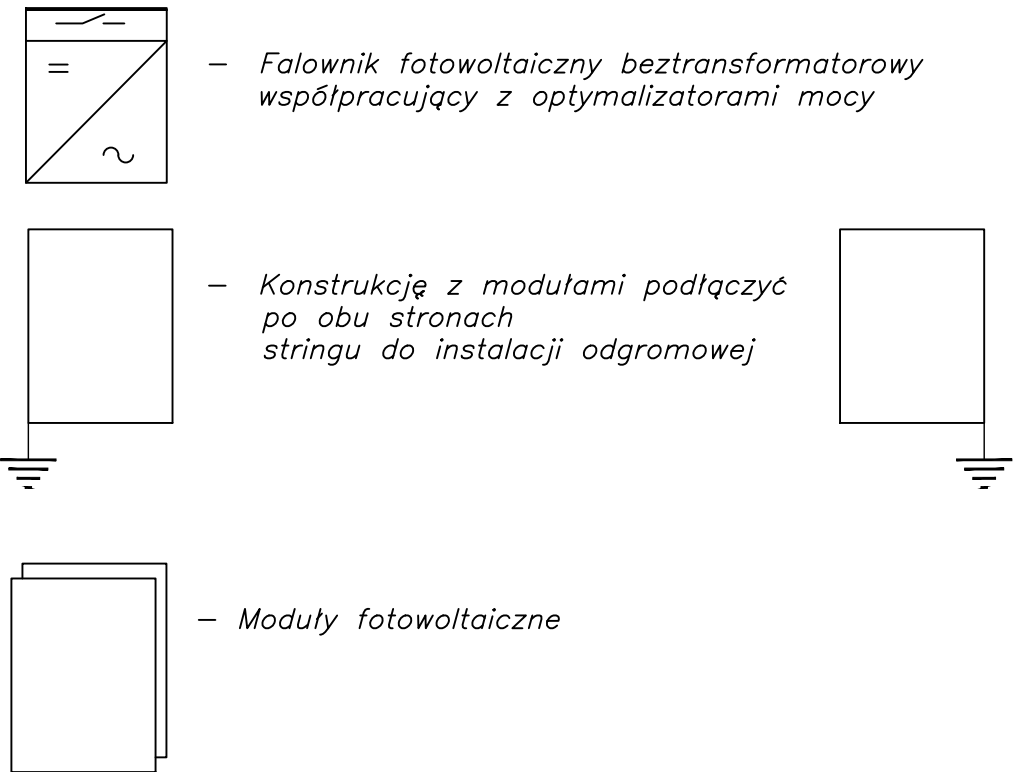 – Falownik fotowoltaiczny beztransformatorowy
współpracujący z optymalizatorami mocy
– Konstrukcję z modułami podłączyć
po obu stronach
stringu do instalacji odgromowej
– Moduły fotowoltaiczne